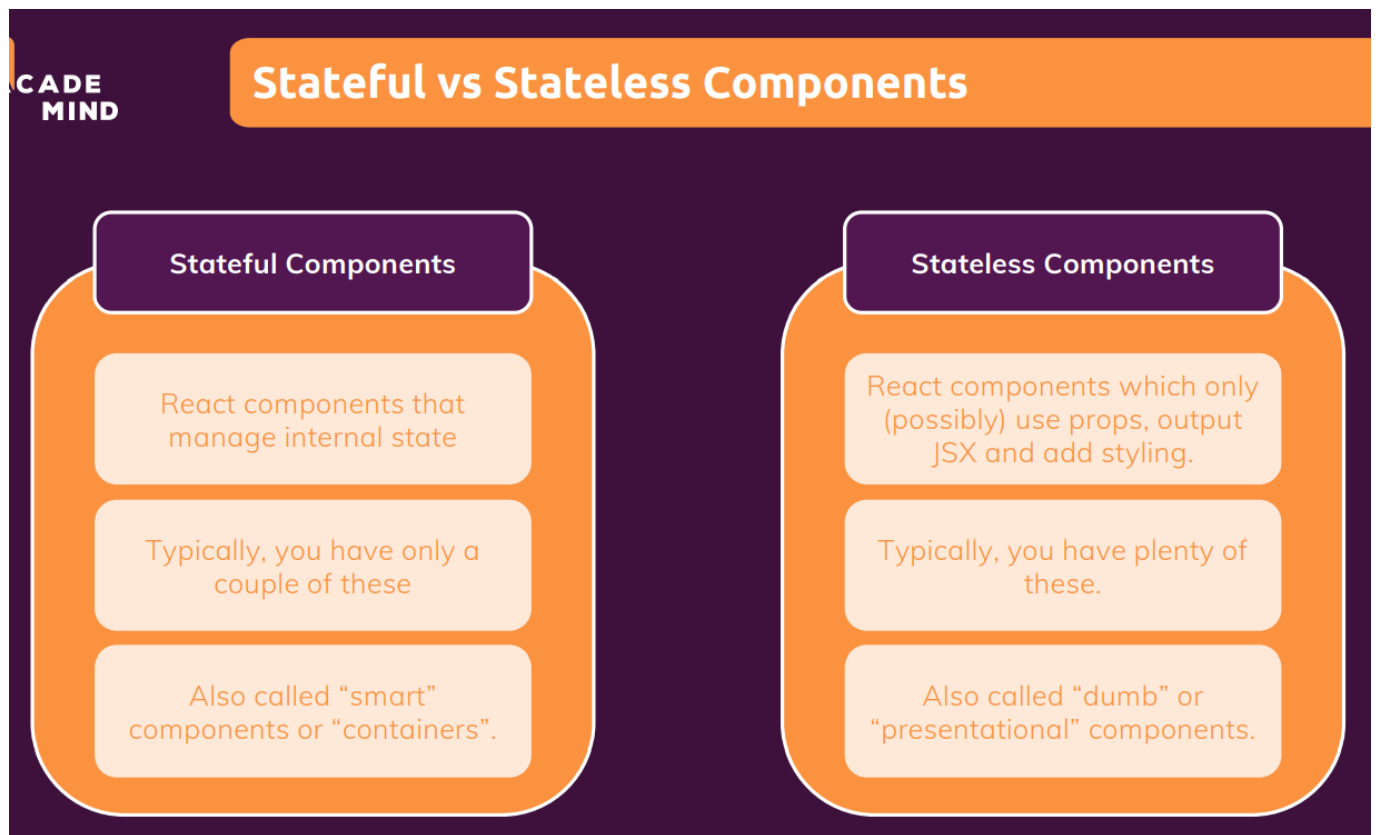 CADE
MIND
Stateful vs Stateless Components
Stateful Components
React components that
manage internal state
Typically, you have only a
couple of these
Also called “smart”
components or “containers”.
Stateless Components
React components which only
(possibly) use props, output
JSX and add styling.
Typically, you have plenty of
these.
Also called “dumb” or
“presentational” components.